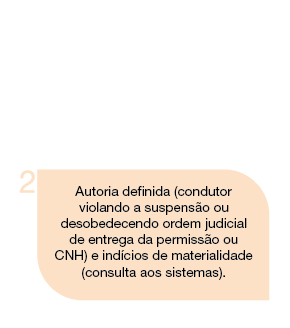 2
Autoria definida (condutor
violando a suspensão ou
desobedecendo ordem judicial
de entrega da permissão ou
CNH) e indícios de materialidade
(consulta aos sistemas).